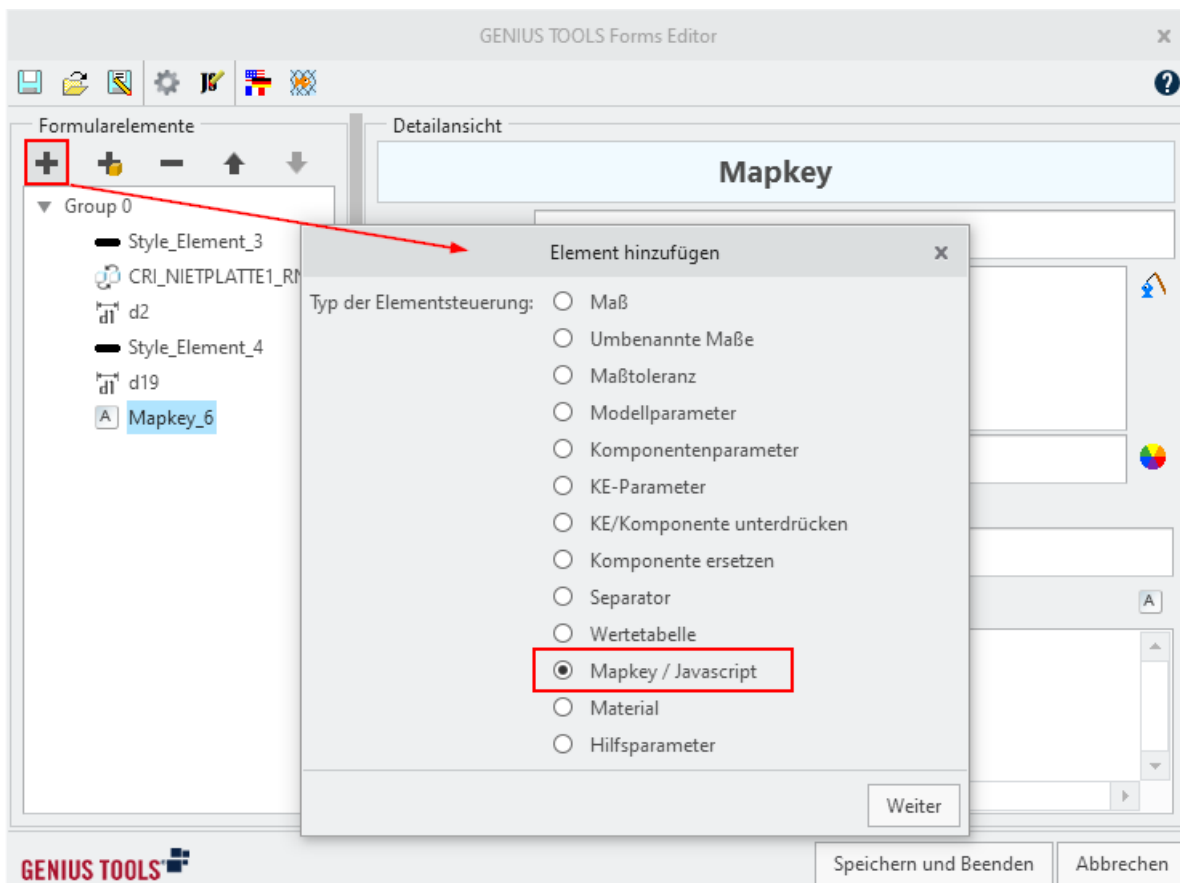 GENIUS TOOLS Forms Editor
Formularelemente
Detailansicht
Mapkey
Group 0
Style_Element_3
CRI_NIETPLATTE1_RN
d1 d2
Style_Element_4
d1 d19
A Mapkey_6
Element hinzufügen
Typ der Elementsteuerung:
Maß
Umbenannte Maße
Maßtoleranz
Modellparameter
Komponentenparameter
KE-Parameter
KE/Komponente unterdrücken
Komponente ersetzen
Separator
Wertetabelle
Mapkey / Javascript
Material
Hilfsparameter
A
Weiter
GENIUS TOOLS
Speichern und Beenden
Abbrechen